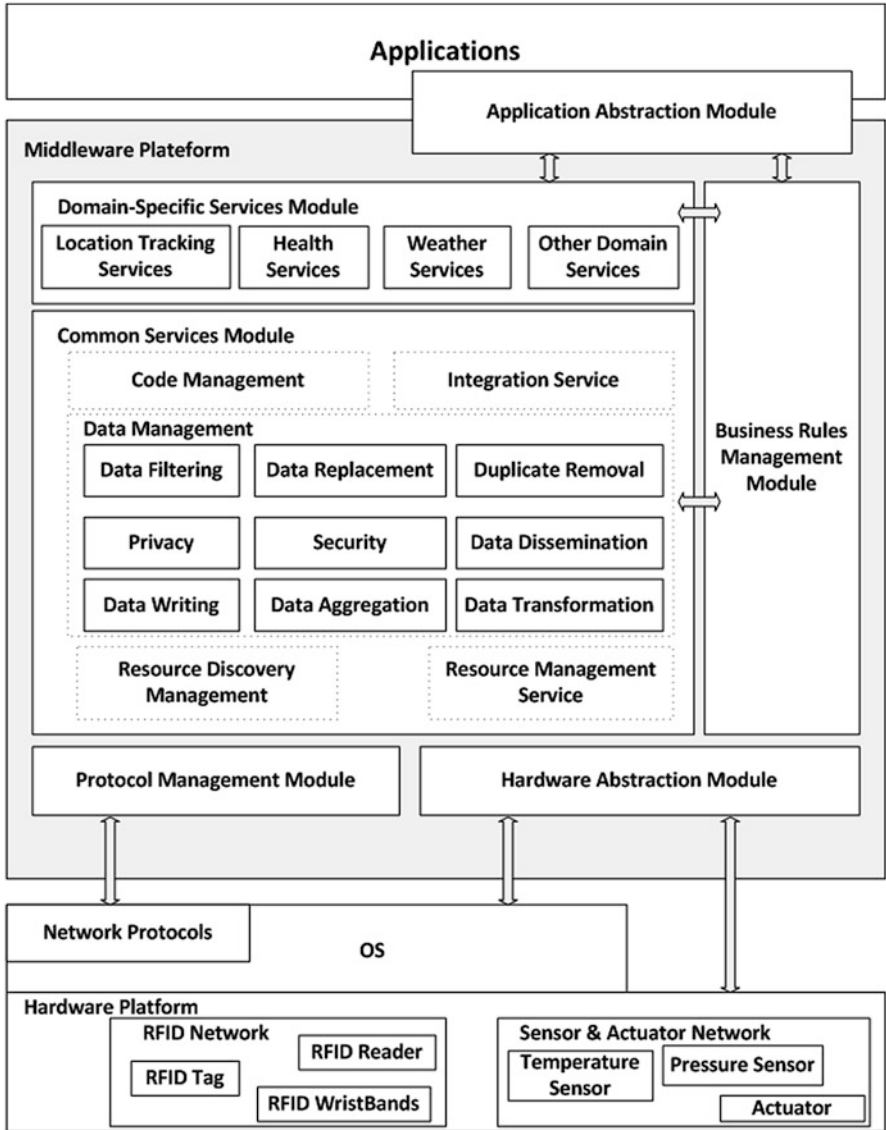 Applications
Application Abstraction Module
Middleware Plateform
Domain-Specific Services Module
Location Tracking
Services
Health
Services
Weather
Services
Other Domain
Services
Common Services Module
Code Management
Integration Service
Data Management
Data Filtering
Data Replacement
Duplicate Removal
Privacy
Security
Data Dissemination
Data Writing
Data Aggregation
Data Transformation
Resource Discovery
Management
Resource Management
Service
Business Rules
Management
Module
Protocol Management Module
Hardware Abstraction Module
Network Protocols
OS
Hardware Platform
RFID Network
RFID Reader
RFID Tag
RFID WristBands
Sensor & Actuator Network
Temperature
Sensor
Pressure Sensor
Actuator